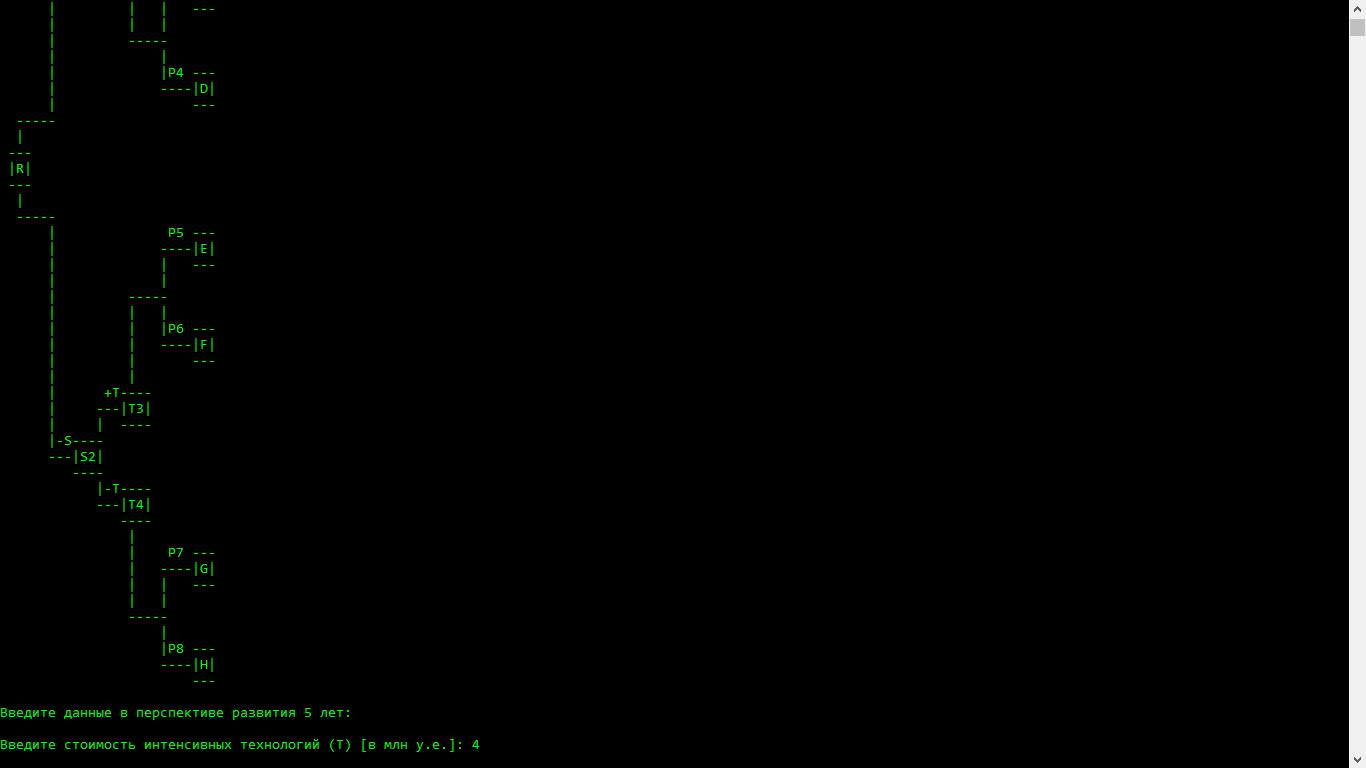 P4
D
R
P5
E
P6
F
+T
T3
-S
S2
-T
T4
P7
G
P8
H
Введите данные в перспективе развития 5 лет:
Введите стоимость интенсивных технологий (T) [в млн у.е.]: 4